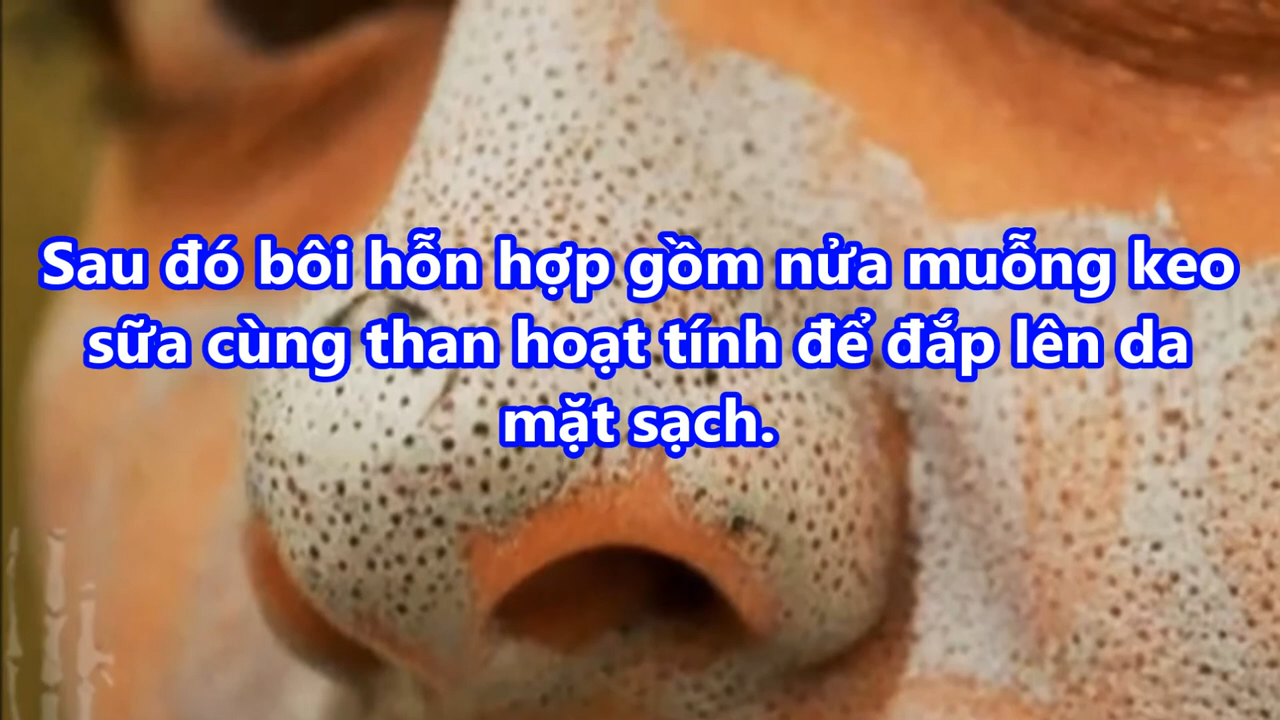 Sau đó bôi hỗn hợp gồm nửa muỗng keo
sữa cùng than hoạt tính để đắp lên da
mặt sạch.